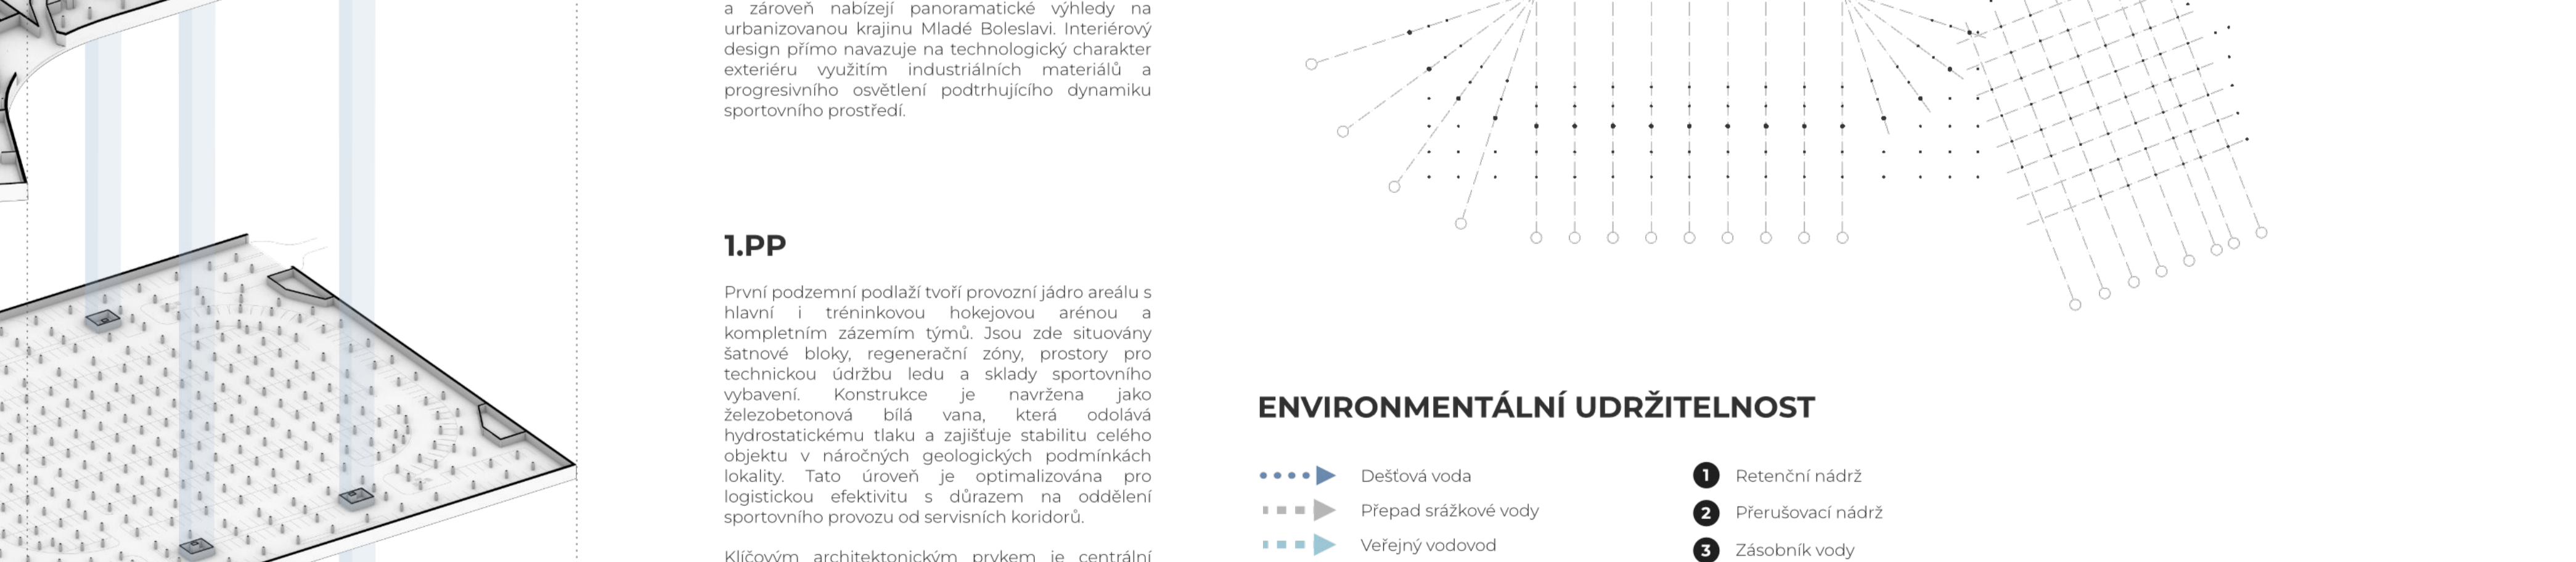 a zároveň nabízejí panoramatické výhledy na
urbanizovanou krajinu Mladé Boleslavi. Interiérový
design přímo navazuje na technologický charakter
exteriéru využitím industriálních materiálů a
progresivního osvětlení podtrhujícího dynamiku
sportovního prostředí.
1.PP
První podzemní podlaží tvoří provozní jádro areálu s
hlavní i tréninkovou hokejovou arénou a
kompletním zázemím týmů. Jsou zde situovány
šatnové bloky, regenerační zóny, prostory pro
technickou údržbu ledu a sklady sportovního
vybavení. Konstrukce je navržena jako
železobetonová bílá vana, která odolává
hydrostatickému tlaku a zajišťuje stabilitu celého
objektu v náročných geologických podmínkách
lokality. Tato úroveň je optimalizována pro
logistickou efektivitu s důrazem na oddělení
sportovního provozu od servisních koridorů.
Klíčovým architektonickým prvkem je centrální
ENVIRONMENTÁLNÍ UDRŽITELNOST
Dešťová voda
Přepad srážkové vody
Veřejný vodovod
1 Retenční nádrž
2 Přerušovací nádrž
3 Zásobník vody